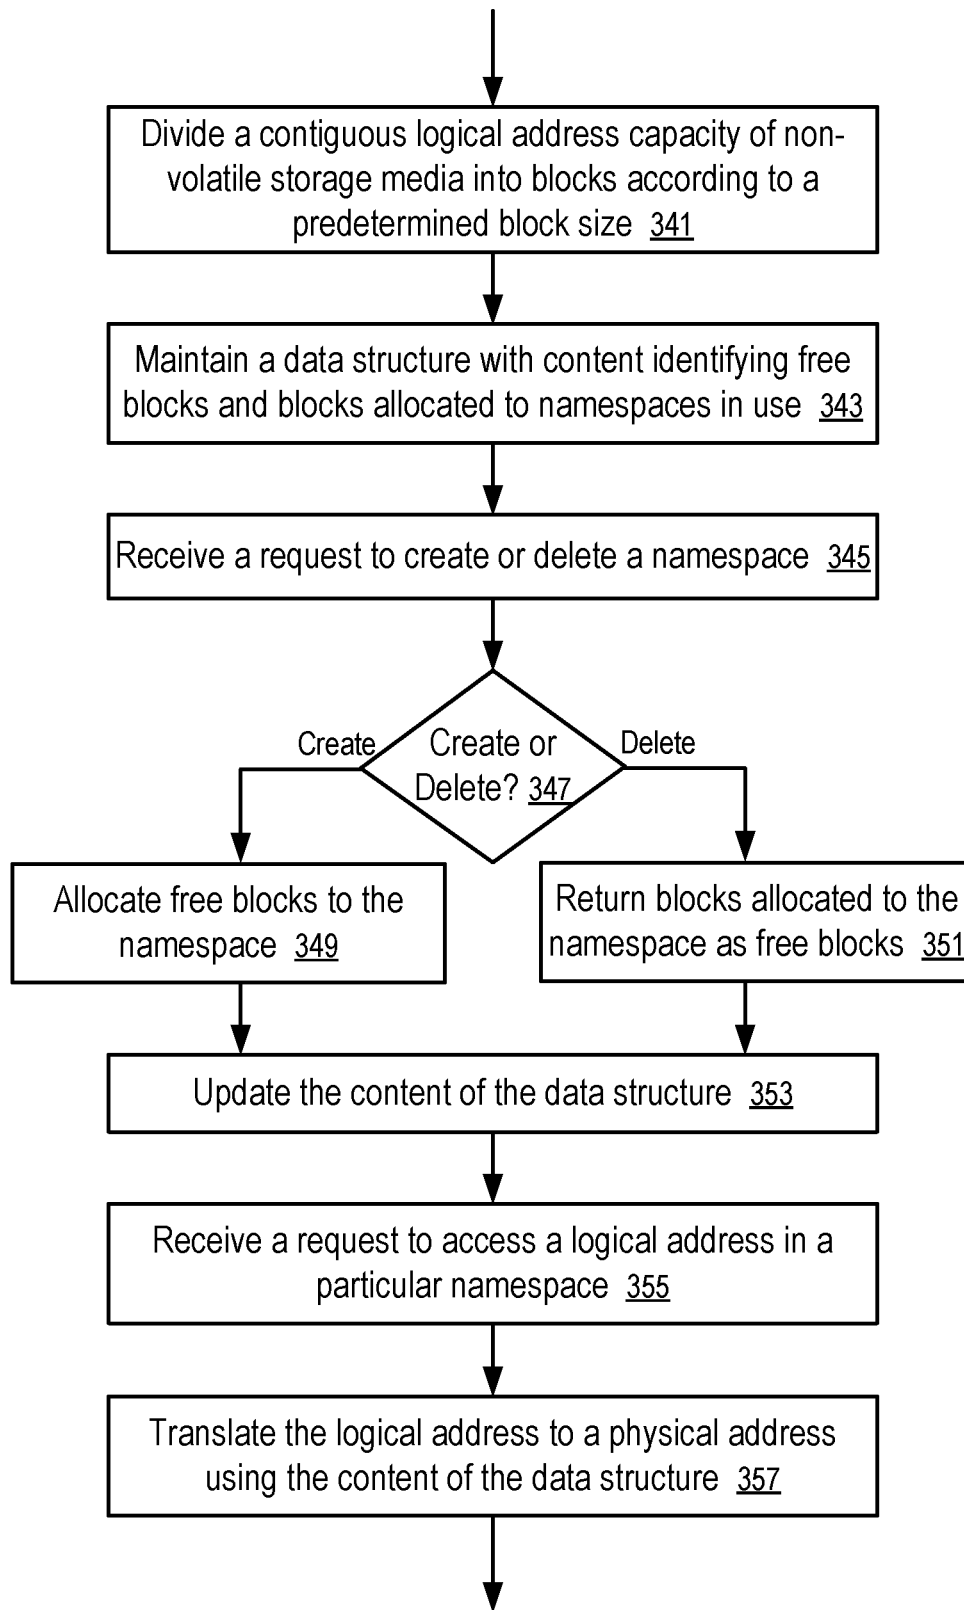 Divide a contiguous logical address capacity of non-
volatile storage media into blocks according to a
predetermined block size 341
Maintain a data structure with content identifying free
blocks and blocks allocated to namespaces in use 343
Receive a request to create or delete a namespace 345
Create
Create or
Delete? 347
Delete
Allocate free blocks to the
namespace 349
Return blocks allocated to the
namespace as free blocks 351
Update the content of the data structure 353
Receive a request to access a logical address in a
particular namespace 355
Translate the logical address to a physical address
using the content of the data structure 357